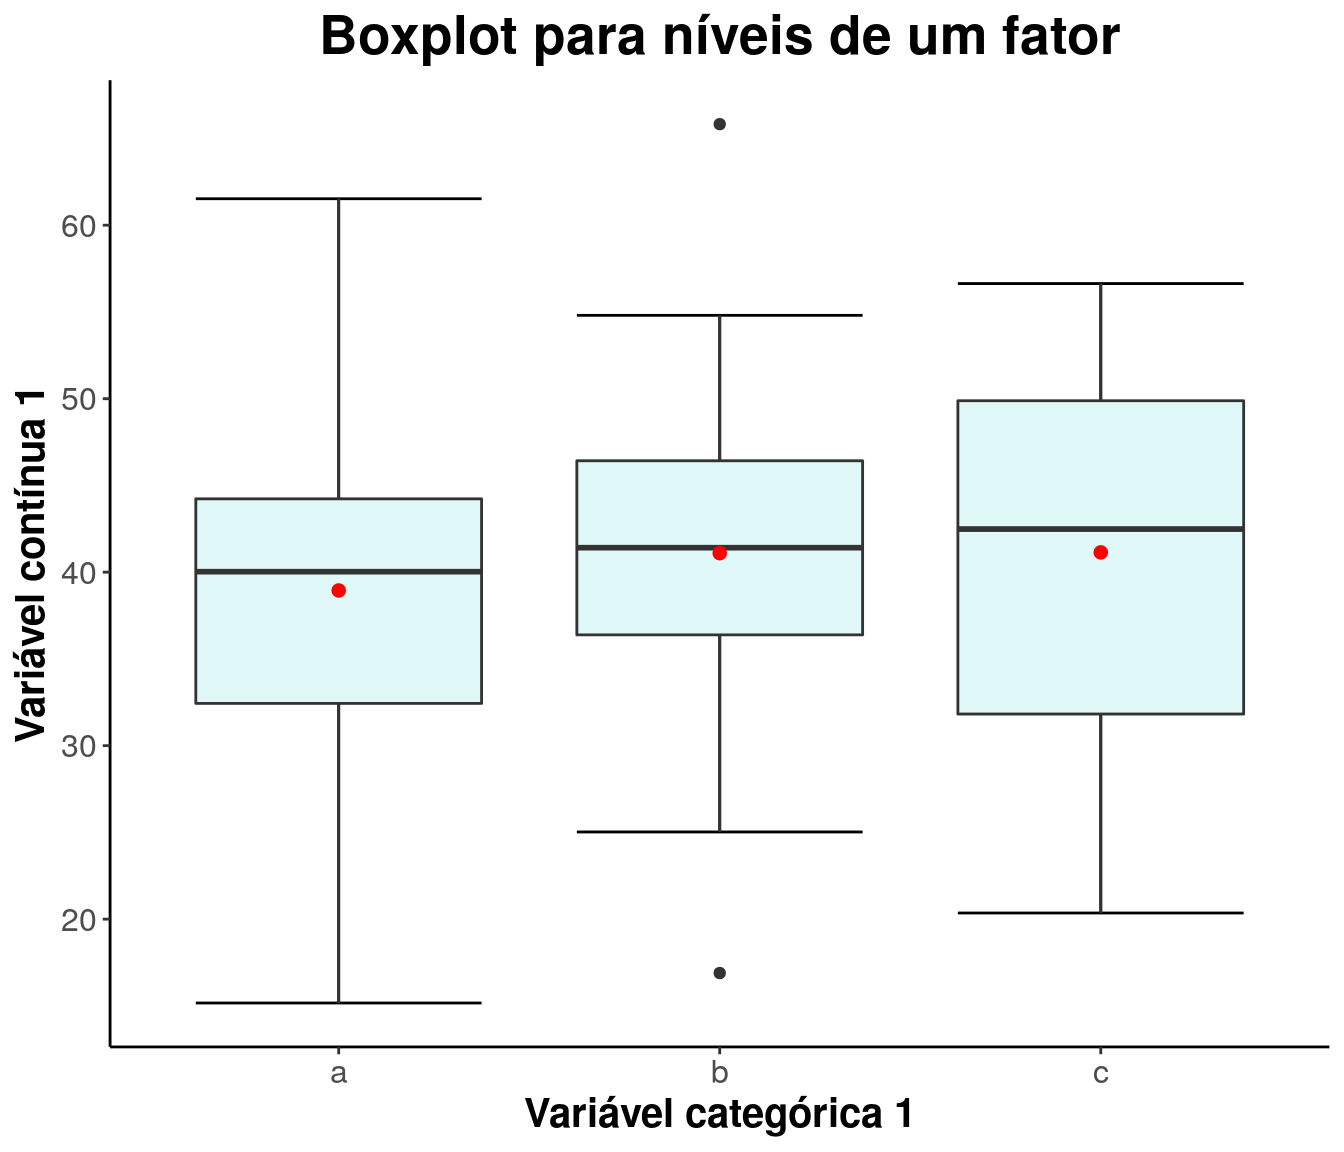 Boxplot para níveis de um fator
Variável contínua 1
60
50
40
30
20
a b c
Variável categórica 1